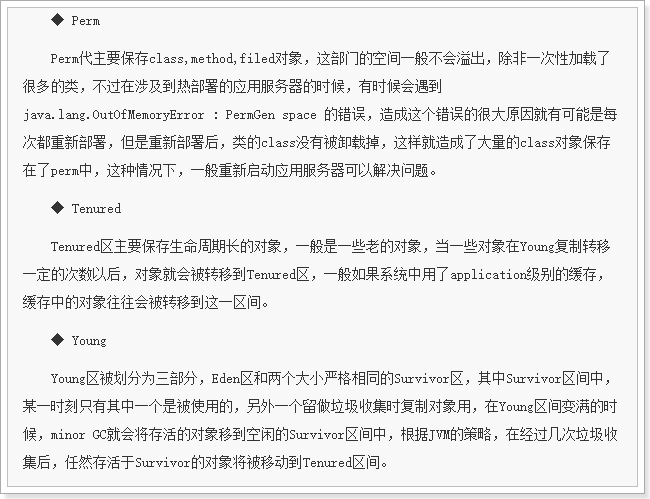 ◆ Perm
Perm代主要保存class,method,filed对象，这部门的空间一般不会溢出，除非一次性加载了
很多的类，不过在涉及到热部署的应用服务器的时候，有时候会遇到
java.lang.OutOfMemoryError : PermGen space 的错误，造成这个错误的很大原因就有可能是每
次都重新部署，但是重新部署后，类的class没有被卸载掉，这样就造成了大量的class对象保存
在了perm中，这种情况下，一般重新启动应用服务器可以解决问题。
◆ Tenured
Tenured区主要保存生命周期长的对象，一般是一些老的对象，当一些对象在Young复制转移
一定的次数以后，对象就会被转移到Tenured区，一般如果系统中用了application级别的缓存，
缓存中的对象往往会被转移到这一区间。
◆ Young
Young区被划分为三部分，Eden区和两个大小严格相同的Survivor区，其中Survivor区间中，
某一时刻只有其中一个是被使用的，另外一个留做垃圾收集时复制对象用，在Young区间变满的时
候，minor GC就会将存活的对象移到空闲的Survivor区间中，根据JVM的策略，在经过几次垃圾收
集后，任然存活于Survivor的对象将被移动到Tenured区间。